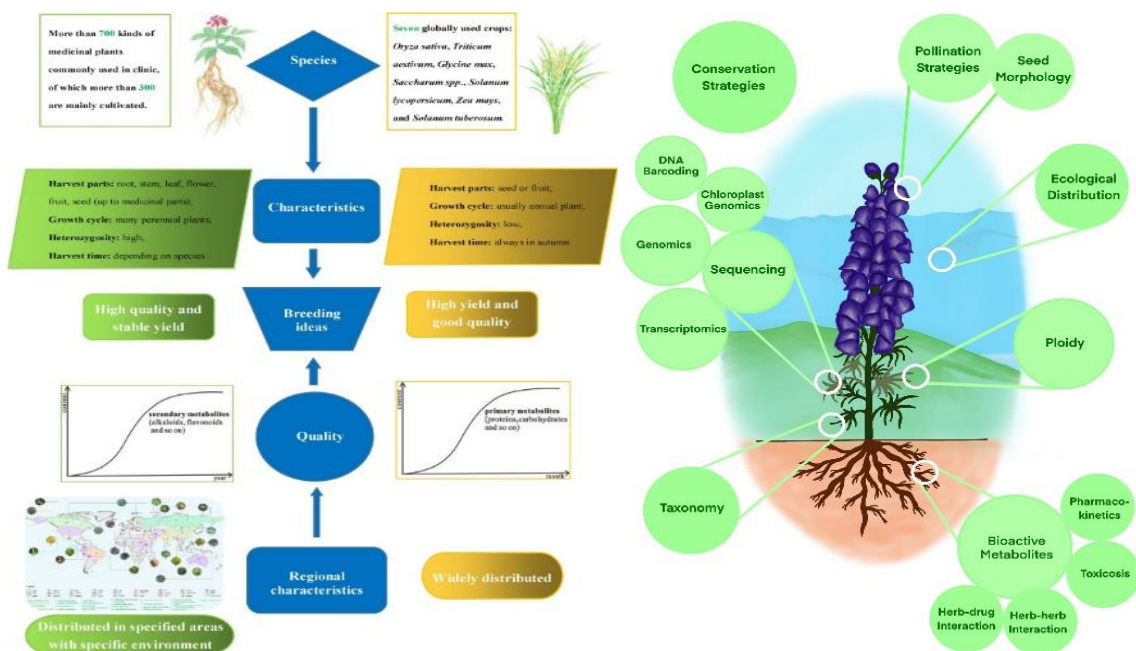 More than 700 kinds of
medicinal plants
commonly used in clinic,
of which more than 300
are mainly cultivated.
Species
Seven globally used crops:
Oryza sativa, Triticum
aestivum, Glycine max,
Saccharum spp., Solanum
lycopersicum, Zea mays,
and Solanum tuberosum.
Harvest parts: root, stem, leaf, flower,
fruit, seed (up to medicinal parts),
Growth cycle: many perennial plants;
Heterozygosity: high,
Harvest time: depending on species
Characteristics
Harvest parts: seed or fruit,
Growth cycle: usually annual plant,
Heterozygosity: low,
Harvest time: always in autumn
High quality and
stable yield
Breeding
ideas
High yield and
good quality
content
secondary metabolites
(alkaloids, flavonoids
and so on)
year
Quality
content
primary metabolites
(proteins,carbohydrates
and so on)
month
Regional
characteristics
Widely distributed
Distributed in specified areas
with specific environment
Conservation
Strategies
Pollination
Strategies
Seed
Morphology
DNA
Barcoding
Chloroplast
Genomics
Ecological
Distribution
Genomics
Sequencing
Transcriptomics
Ploidy
Taxonomy
Pharmaco-
kinetics
Bioactive
Metabolites
Toxicosis
Herb-drug
Interaction
Herb-herb
Interaction